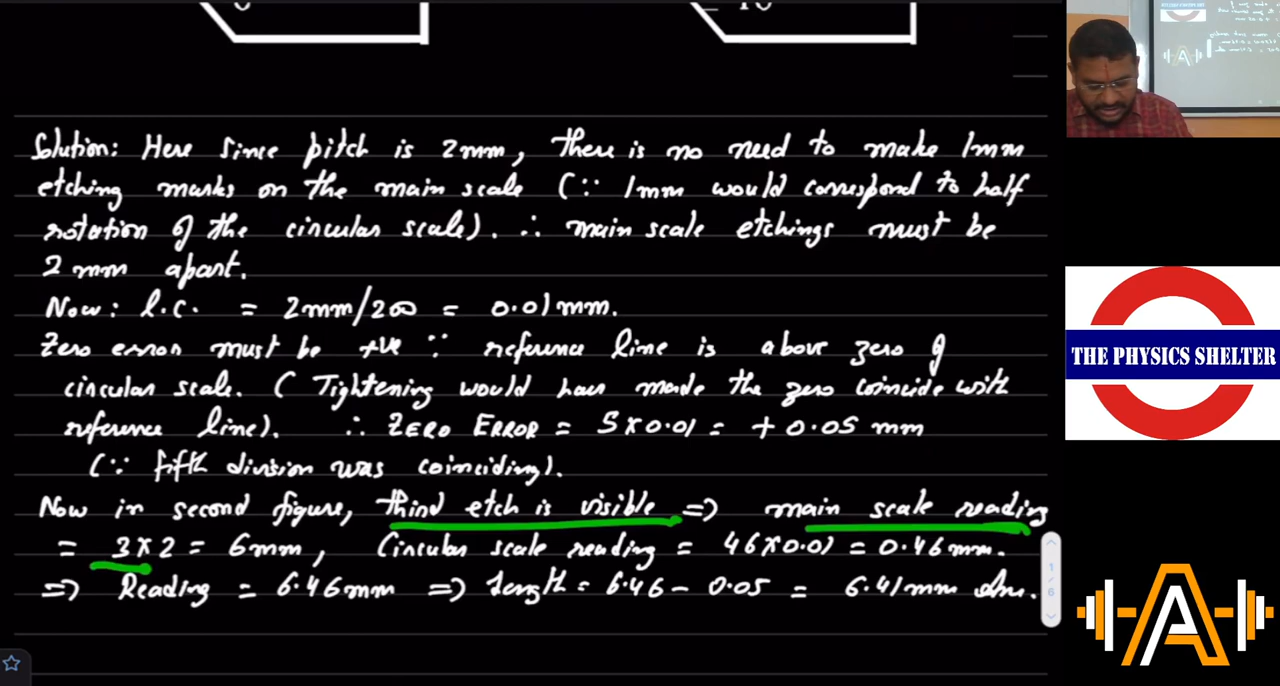 Solution: Here since pitch is 2mm, there is no need to make 1mm
etching marks on the main scale (∵ 1mm would correspond to half
rotation of the circular scale). ∴ main scale etchings must be
2 mm apart.
Now: l.c. = 2mm/200 = 0.01mm.
Zero error must be +ve ∵ reference line is above zero of
circular scale. ( Tightening would have made the zero coincide with
reference line). ∴ ZERO ERROR = 5×0.01 = + 0.05 mm
(∵ fifth division was coinciding).
Now in second figure, third etch is visible ⇒ main scale reading
= 3×2 = 6mm, Circular scale reading = 46×0.01 = 0.46mm.
⇒ Reading = 6.46mm ⇒ length = 6.46 – 0.05 = 6.41mm Ans.
THE PHYSICS SHELTER
A
1/6